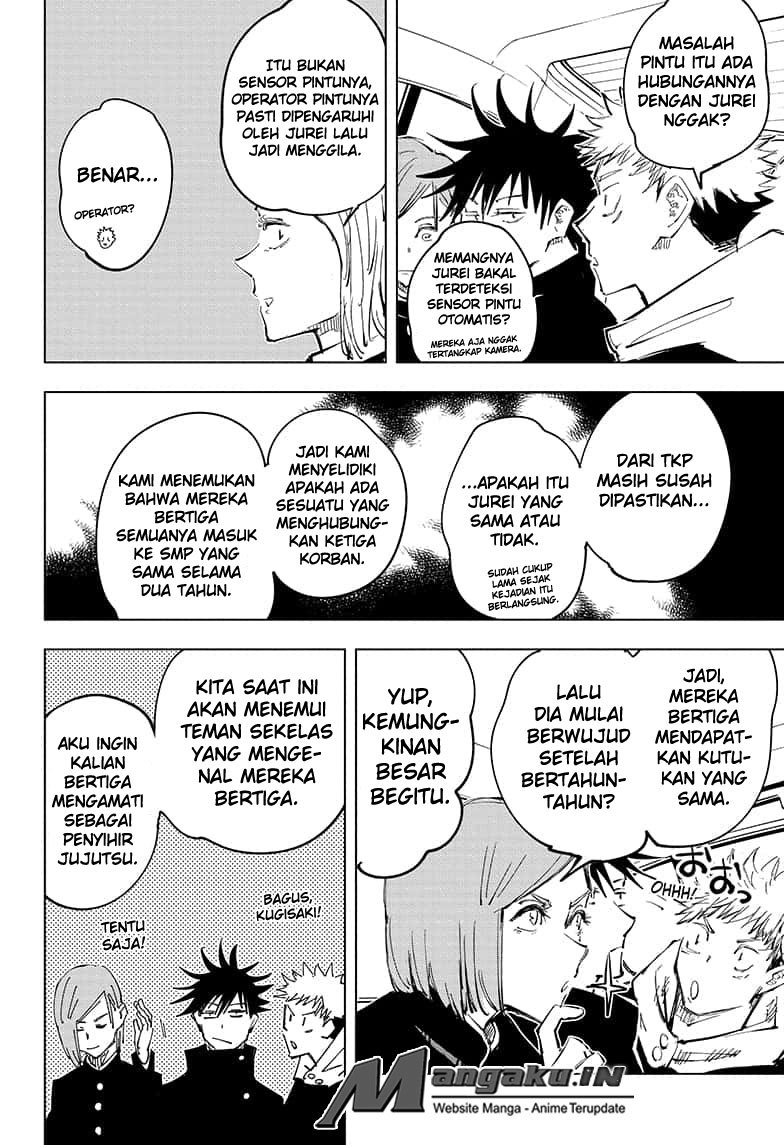 MASALAH
PINTU ITU ADA
HUBUNGANNYA
DENGAN JUREI
NGGAK?
MEMANGNYA
JUREI BAKAL
TERDETEKSI
SENSOR PINTU
OTOMATIS?
MEREKA AJA NGGAK
TERTANGKAP KAMERA.
ITU BUKAN
SENSOR PINTUNYA,
OPERATOR PINTUNYA
PASTI DIPENGARUHI
OLEH JUREI LALU
JADI MENGGILA.
BENAR...
OPERATOR?
DARI TKP
MASIH SUSAH
DIPASTIKAN...
...APAKAH ITU
JUREI YANG
SAMA ATAU
TIDAK.
SUDAH CUKUP
LAMA SEJAK
KEJADIAN ITU
BERLANGSUNG.
JADI KAMI
MENYELIDIKI
APAKAH ADA
SESUATU YANG
MENGHUBUNG-
KAN KETIGA
KORBAN.
KAMI MENEMUKAN
BAHWA MEREKA
BERTIGA
SEMUANYA MASUK
KE SMP YANG
SAMA SELAMA
DUA TAHUN.
JADI,
MEREKA
BERTIGA
MENDAPAT-
KAN KUTU-
KAN YANG
SAMA.
LALU
DIA MULAI
BERWUJUD
SETELAH
BERTAHUN-
TAHUN?
おおっ
OHHH!
YUP,
KEMUNG-
KINAN
BESAR
BEGITU.
KITA SAAT INI
AKAN MENEMUI
TEMAN SEKELAS
YANG MENGE-
NAL MEREKA
BERTIGA.
AKU INGIN
KALIAN
BERTIGA
MENGAMATI
SEBAGAI
PENYIHIR
JUJUTSU.
BAGUS,
KUGISAKI!
TENTU
SAJA!
Mangaku.in
Website Manga - Anime Terupdate